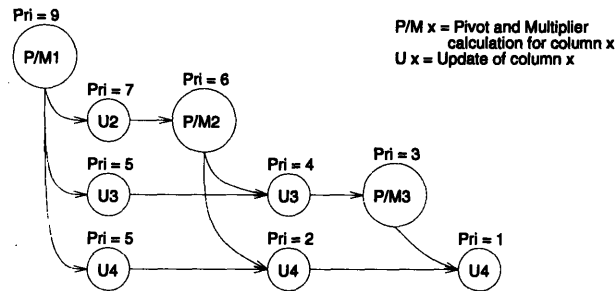 Pri = 9
P/M1
P/M x = Pivot and Multiplier
calculation for column x
U x = Update of column x
Pri = 7
U2
Pri = 6
P/M2
Pri = 5
U3
Pri = 4
U3
Pri = 3
P/M3
Pri = 5
U4
Pri = 2
U4
Pri = 1
U4